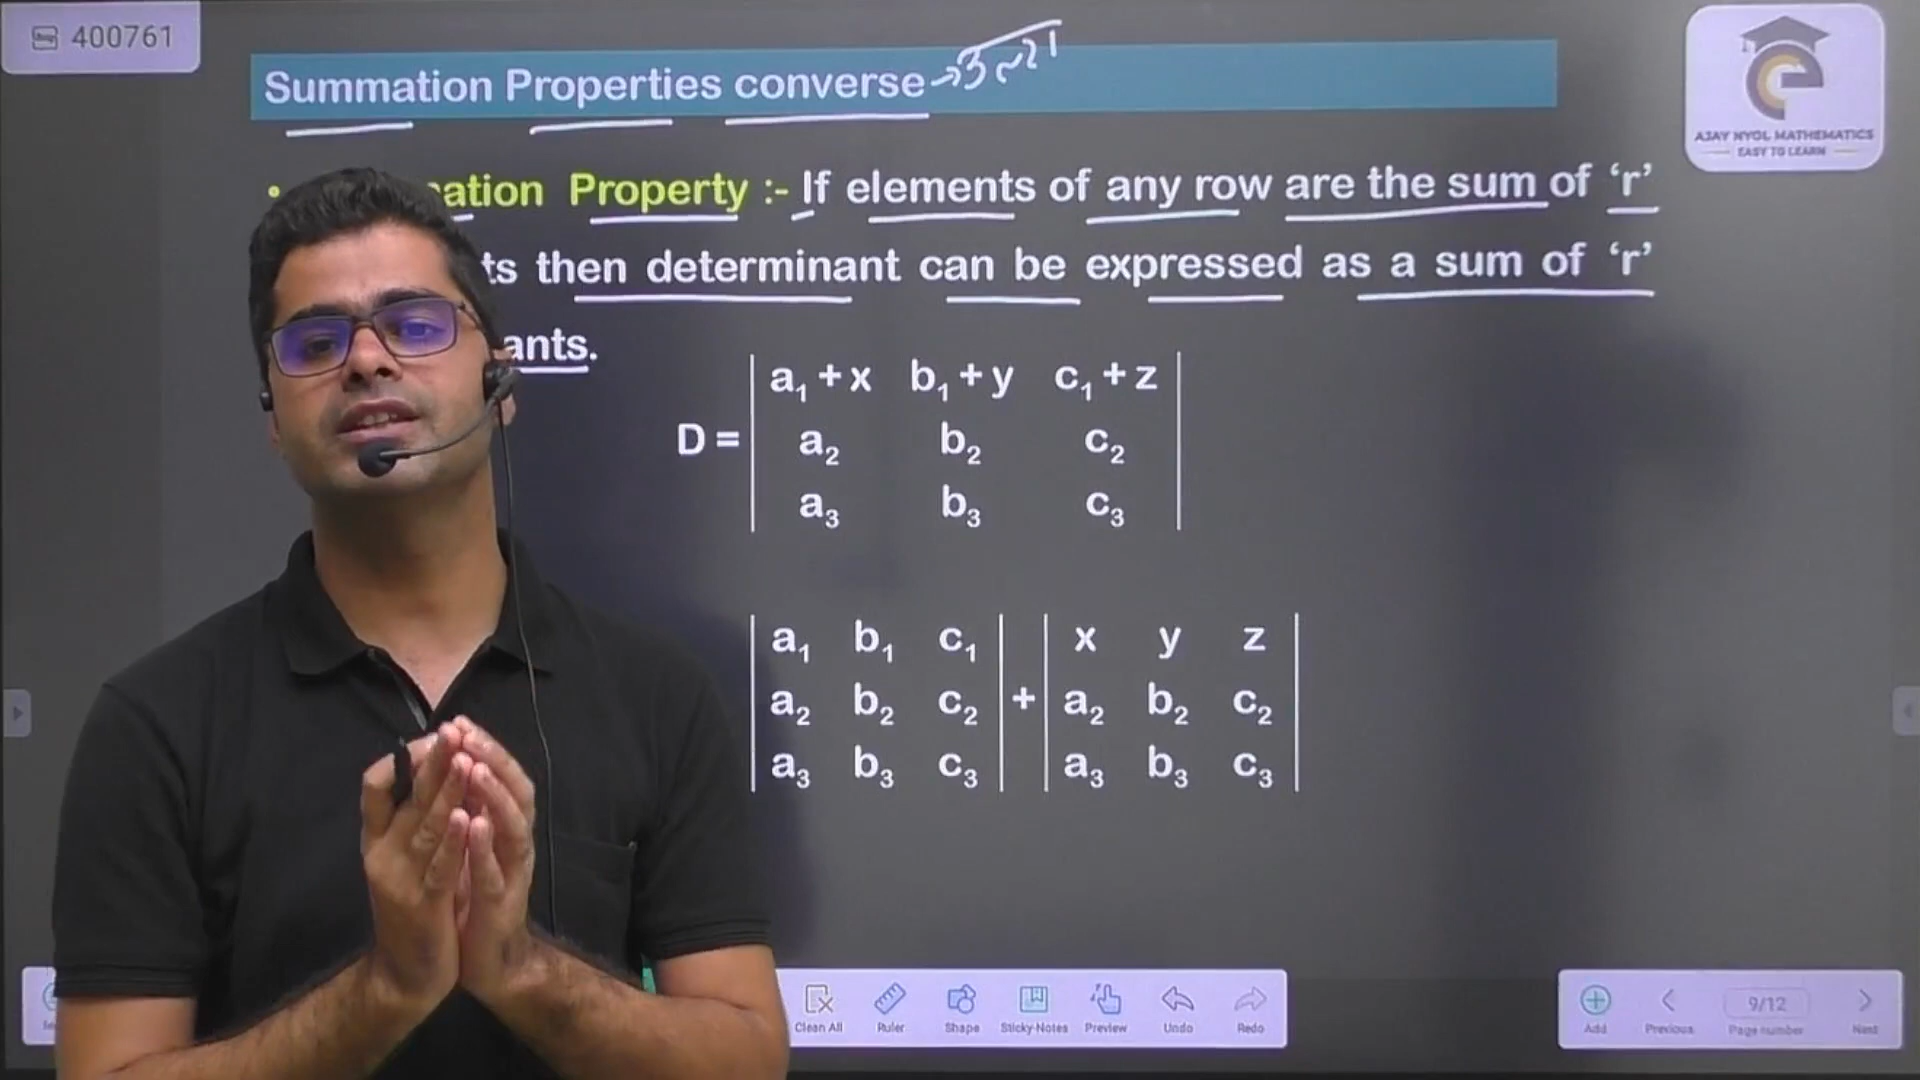 400761
Summation Properties converse → उल्टा
ation Property :- If elements of any row are the sum of ‘r’
ts then determinant can be expressed as a sum of ‘r’
ants.
a₁ + x b₁ + y c₁ + z
D = a₂ b₂ c₂
a₃ b₃ c₃
a₁ b₁ c₁ x y z
a₂ b₂ c₂ + a₂ b₂ c₂
a₃ b₃ c₃ a₃ b₃ c₃
AJAY NYOL MATHEMATICS
EASY TO LEARN
Clean All Ruler Shape Sticky-Notes Preview Undo Redo
9/12
Add Previous Page number Next